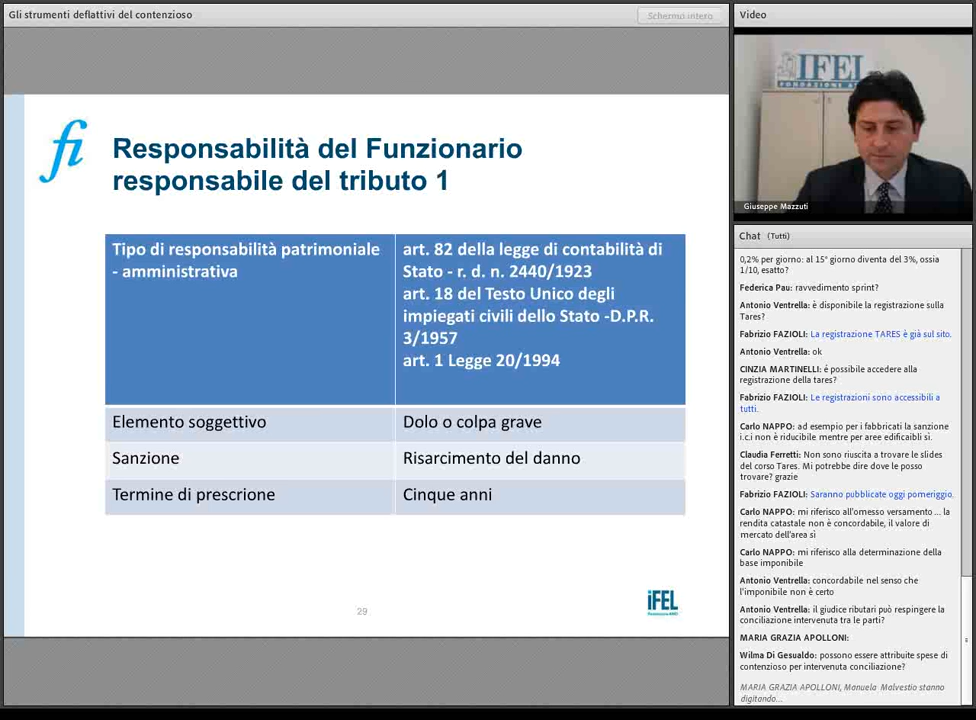 Gli strumenti deflattivi del contenzioso
Schermo intero
fi
Responsabilità del Funzionario
responsabile del tributo 1
Tipo di responsabilità patrimoniale
- amministrativa
art. 82 della legge di contabilità di
Stato - r. d. n. 2440/1923
art. 18 del Testo Unico degli
impiegati civili dello Stato -D.P.R.
3/1957
art. 1 Legge 20/1994
Elemento soggettivo
Dolo o colpa grave
Sanzione
Risarcimento del danno
Termine di prescrione
Cinque anni
29
iFEL
Fondazione ANCI
Video
IFEL
FONDAZIONE
Giuseppe Mazzuti
Chat (Tutti)
0,2% per giorno: al 15° giorno diventa del 3%, ossia
1/10, esatto?
Federica Pau: ravvedimento sprint?
Antonio Ventrella: è disponibile la registrazione sulla
Tares?
Fabrizio FAZIOLI: La registrazione TARES è già sul sito.
Antonio Ventrella: ok
CINZIA MARTINELLI: é possibile accedere alla
registrazione della tares?
Fabrizio FAZIOLI: Le registrazioni sono accessibili a
tutti.
Carlo NAPPO: ad esempio per i fabbricati la sanzione
i.c.i non è riducibile mentre per aree edificaibli sì.
Claudia Ferretti: Non sono riuscita a trovare le slides
del corso Tares. Mi potrebbe dire dove le posso
trovare? grazie
Fabrizio FAZIOLI: Saranno pubblicate oggi pomeriggio.
Carlo NAPPO: mi riferisco all'omesso versamento ... la
rendita catastale non è concordabile, il valore di
mercato dell'area sì
Carlo NAPPO: mi riferisco alla determinazione della
base imponibile
Antonio Ventrella: concordabile nel senso che
l'imponibile non è certo
Antonio Ventrella: il giudice ributari può respingere la
conciliazione intervenuta tra le parti?
MARIA GRAZIA APOLLONI:
Wilma Di Gesualdo: possono essere attribuite spese di
contenzioso per intervenuta conciliazione?
MARIA GRAZIA APOLLONI, Manuela Malvestio stanno
digitando...